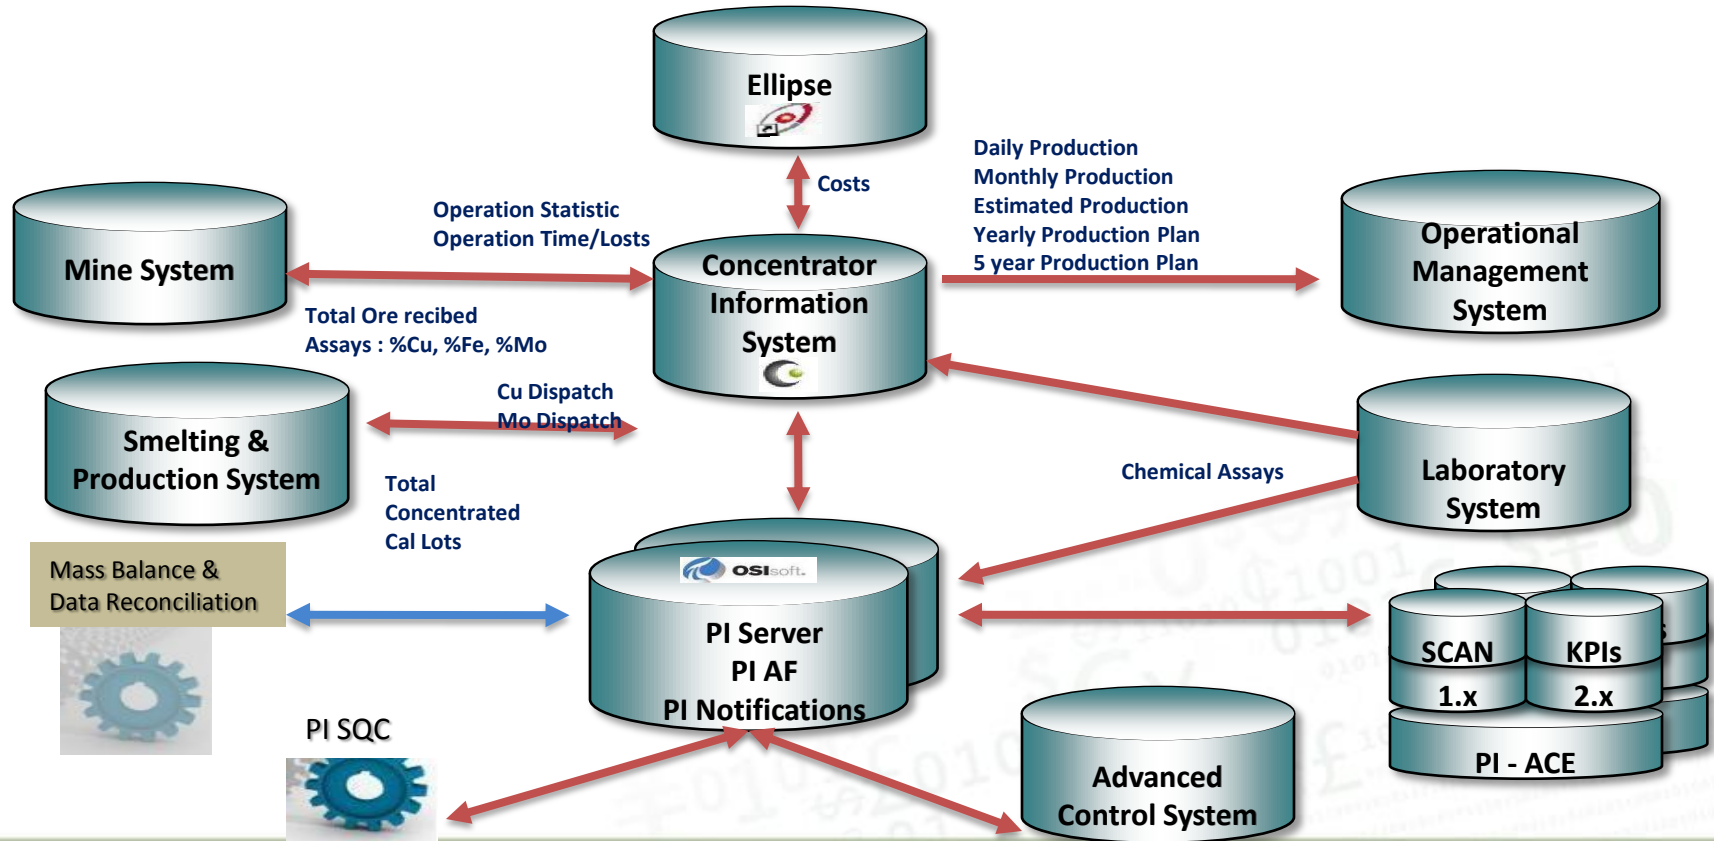 Ellipse
Daily Production
Monthly Production
Estimated Production
Yearly Production Plan
5 year Production Plan
Costs
Operation Statistic
Operation Time/Losts
Mine System
Concentrator
Information
System
Operational
Management
System
Total Ore recibed
Assays : %Cu, %Fe, %Mo
Cu Dispatch
Mo Dispatch
Smelting &
Production System
Chemical Assays
Laboratory
System
Total
Concentrated
Cal Lots
Mass Balance &
Data Reconciliation
OSIsoft.
PI Server
PI AF
PI Notifications
SCAN
1.x
KPIs
2.x
PI - ACE
PI SQC
Advanced
Control System